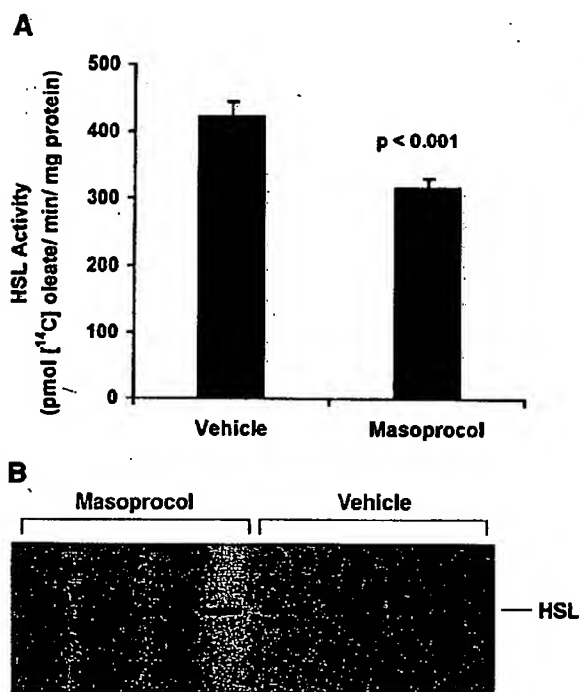 A
HSL Activity
(pmol [¹⁴C] oleate/ min/ mg protein)
500
400
300
200
100
0
p < 0.001
Vehicle Masoprocol
B
Masoprocol Vehicle
HSL